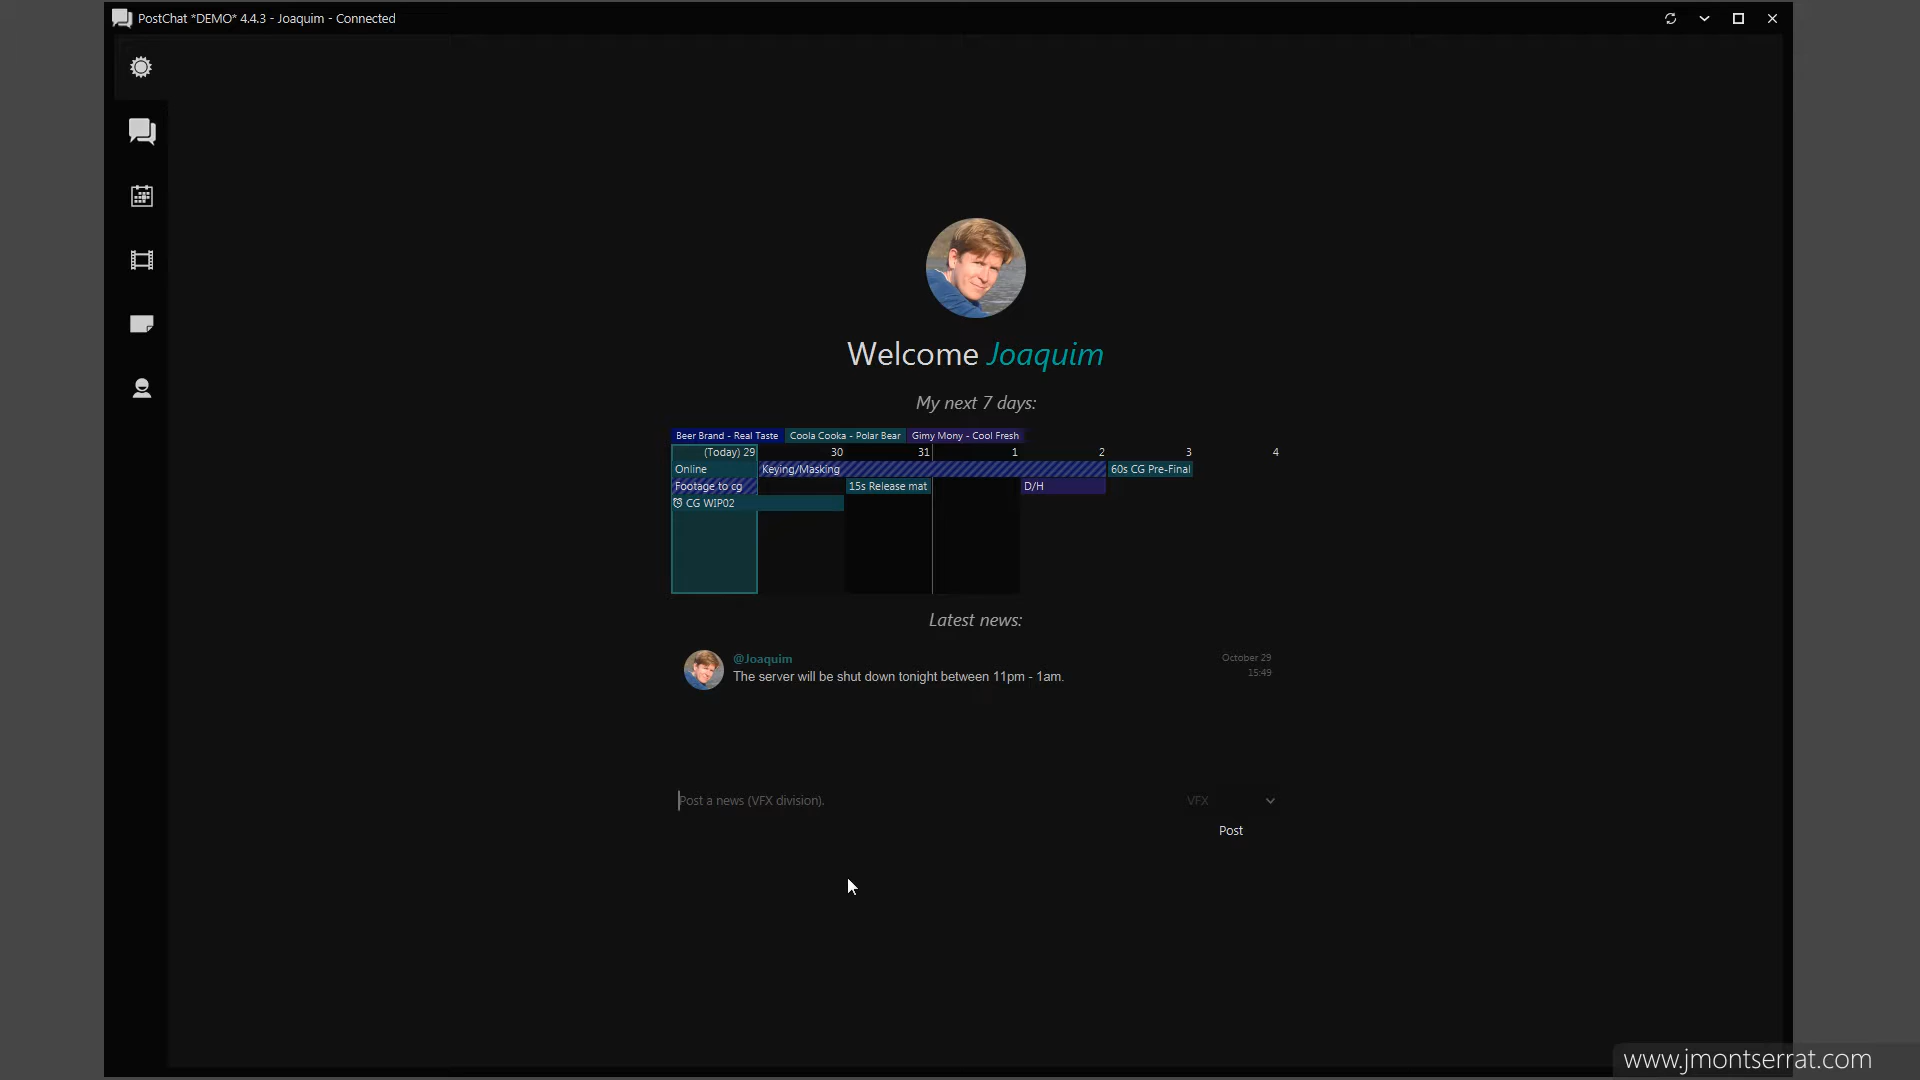 PostChat *DEMO* 4.4.3 - Joaquim - Connected
Welcome Joaquim
My next 7 days:
Beer Brand - Real Taste Coola Cooka - Polar Bear Gimy Mony - Cool Fresh
(Today) 29 30 31 1 2 3 4
Online Keying/Masking 60s CG Pre-Final
Footage to cg 15s Release mat D/H
CG WIP02
Latest news:
@Joaquim October 29
The server will be shut down tonight between 11pm - 1am. 15:49
Post a news (VFX division). VFX
Post
www.jmontserrat.com